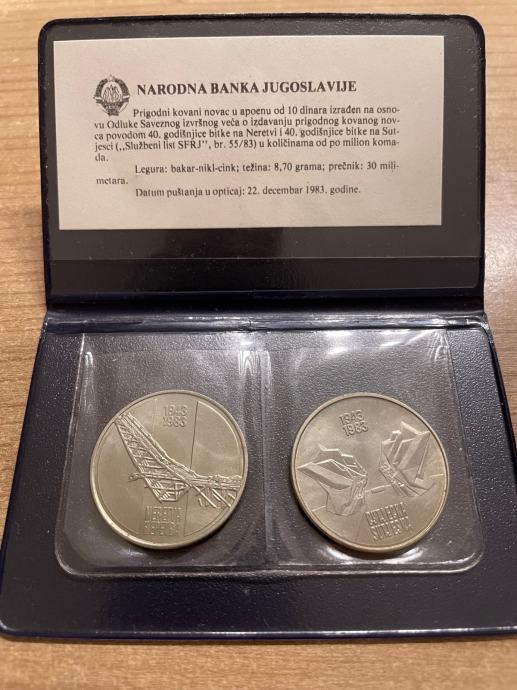 NARODNA BANKA JUGOSLAVIJE
Prigodni kovani novac u apoenu od 10 dinara izrađen na osno-
vu Odluke Saveznog izvršnog veća o izdavanju prigodnog kovanog nov-
ca povodom 40. godišnjice bitke na Neretvi i 40. godišnjice bitke na Sut-
jesci („Službeni list SFRJ", br. 55/83) u količinama od po milion koma-
da.
Legura: bakar-nikl-cink; težina: 8,70 grama; prečnik: 30 mili-
metara.
Datum puštanja u opticaj: 22. decembar 1983. godine.
1943
1983
NERETVA
1943
1983
SUTJESKA